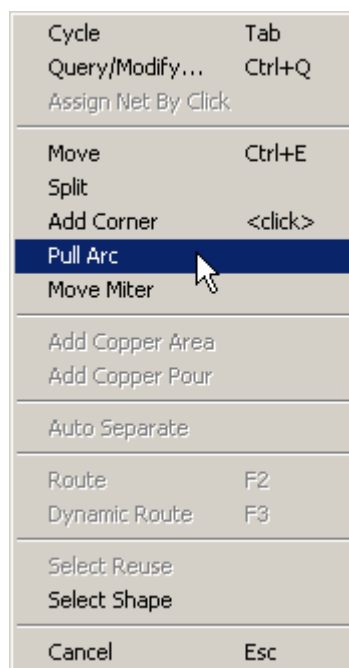 Cycle Tab
Query/Modify... Ctrl+Q
Assign Net By Click
Move Ctrl+E
Split
Add Corner <click>
Pull Arc
Move Miter
Add Copper Area
Add Copper Pour
Auto Separate
Route F2
Dynamic Route F3
Select Reuse
Select Shape
Cancel Esc